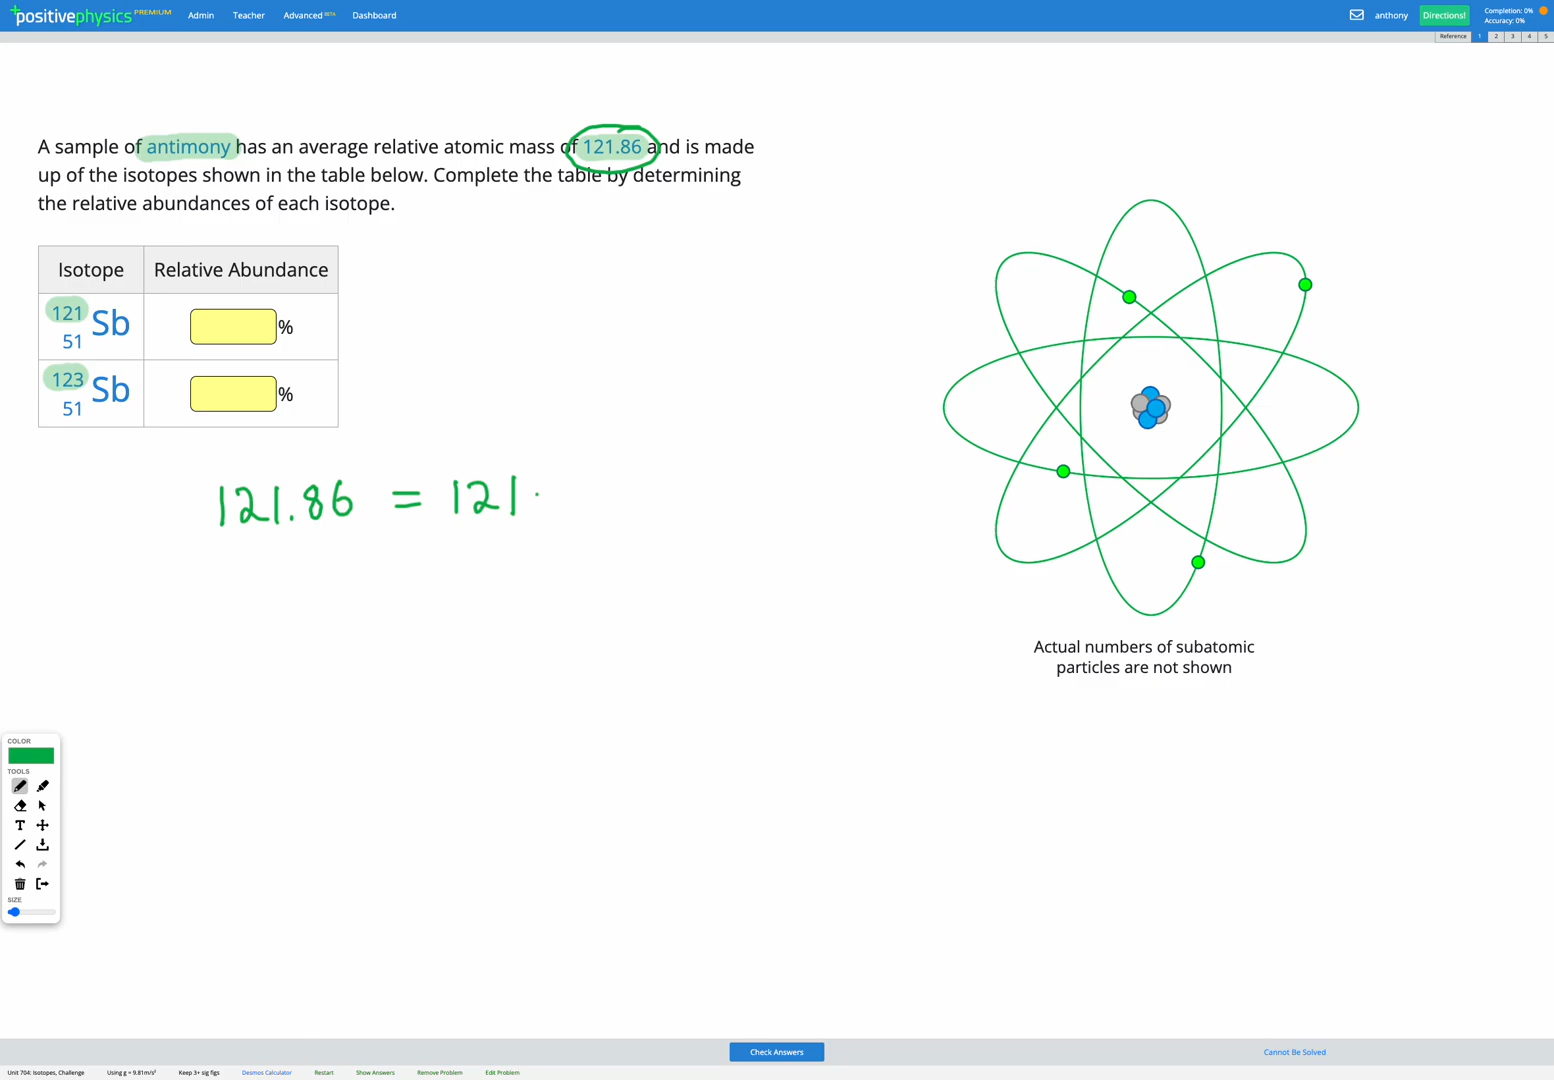 +positivephysics PREMIUM Admin Teacher Advanced BETA Dashboard anthony Directions! Completion: 0%
Accuracy: 0%
Reference 1 2 3 4 5
A sample of antimony has an average relative atomic mass of 121.86 and is made
up of the isotopes shown in the table below. Complete the table by determining
the relative abundances of each isotope.
Isotope Relative Abundance
121
51 Sb %
123
51 Sb %
121.86 = 121 ·
Actual numbers of subatomic
particles are not shown
COLOR
TOOLS
T
SIZE
Check Answers Cannot Be Solved
Unit 704: Isotopes, Challenge Using g = 9.81m/s² Keep 3+ sig figs Desmos Calculator Restart Show Answers Remove Problem Edit Problem